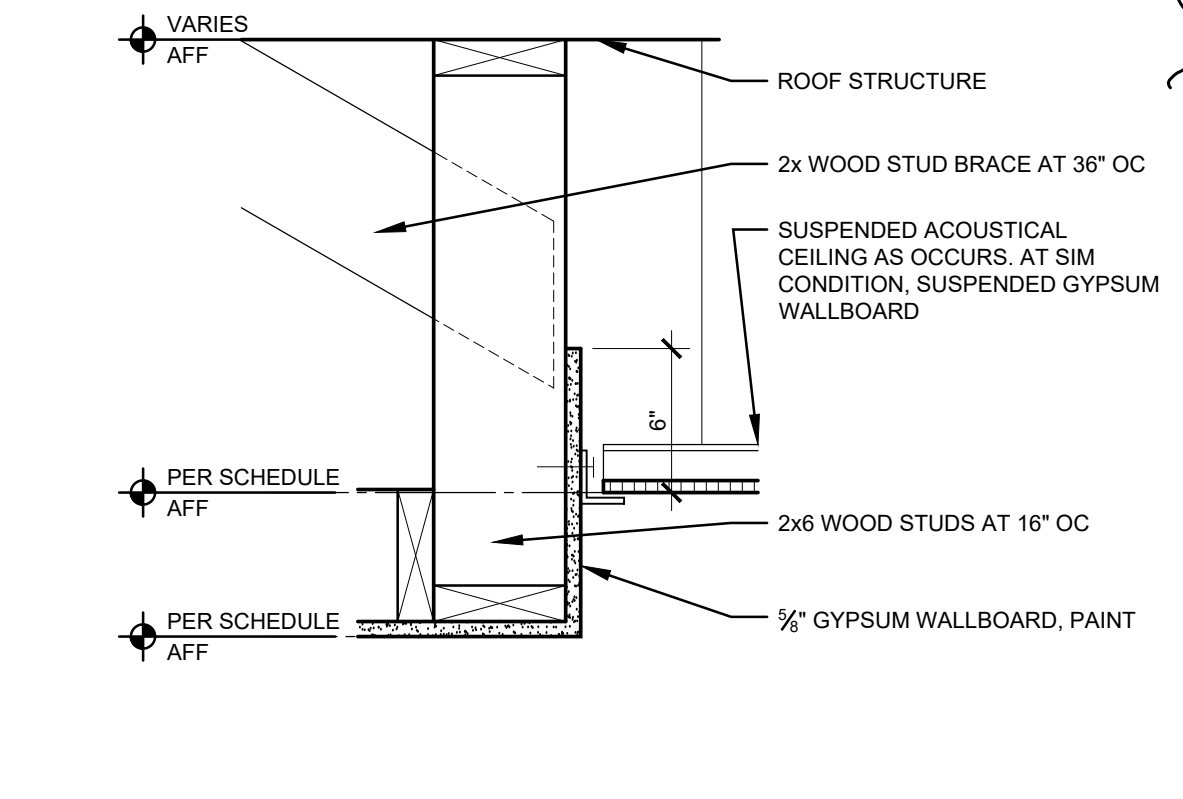 VARIES
AFF
ROOF STRUCTURE
2x WOOD STUD BRACE AT 36" OC
SUSPENDED ACOUSTICAL
CEILING AS OCCURS. AT SIM
CONDITION, SUSPENDED GYPSUM
WALLBOARD
6"
PER SCHEDULE
AFF
2x6 WOOD STUDS AT 16" OC
PER SCHEDULE
AFF
⅝" GYPSUM WALLBOARD, PAINT